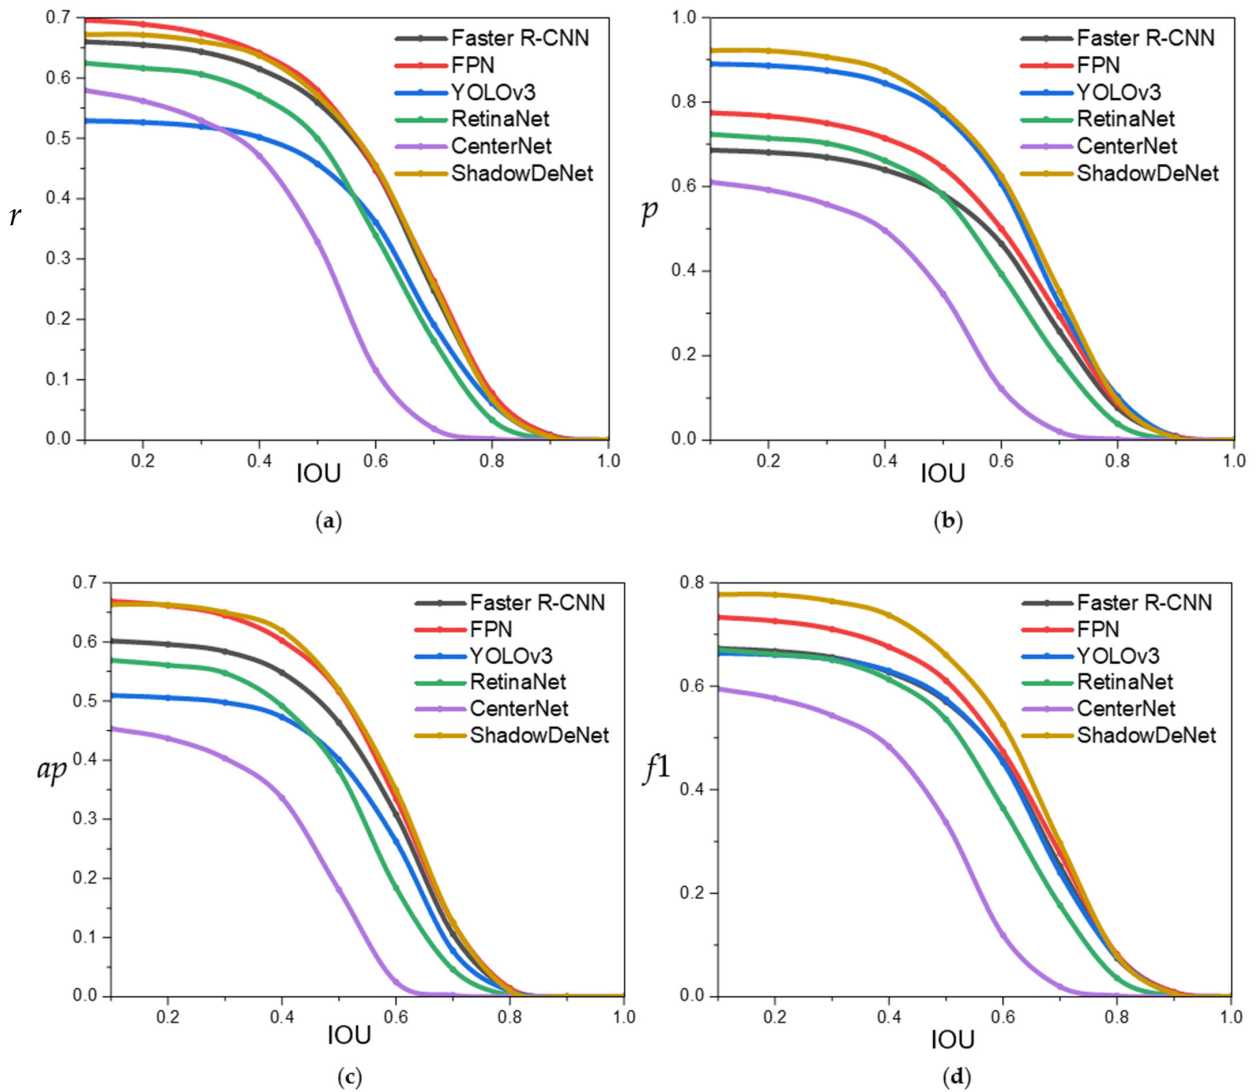 0.7
0.6
0.5
0.4
0.3
0.2
0.1
0.0
r
Faster R-CNN
FPN
YOLOv3
RetinaNet
CenterNet
ShadowDeNet
0.2 0.4 0.6 0.8 1.0
IOU
(a)
1.0
0.8
0.6
0.4
0.2
0.0
p
Faster R-CNN
FPN
YOLOv3
RetinaNet
CenterNet
ShadowDeNet
0.2 0.4 0.6 0.8 1.0
IOU
(b)
0.7
0.6
0.5
0.4
0.3
0.2
0.1
0.0
ap
Faster R-CNN
FPN
YOLOv3
RetinaNet
CenterNet
ShadowDeNet
0.2 0.4 0.6 0.8 1.0
IOU
(c)
0.8
0.6
0.4
0.2
0.0
f1
Faster R-CNN
FPN
YOLOv3
RetinaNet
CenterNet
ShadowDeNet
0.2 0.4 0.6 0.8 1.0
IOU
(d)